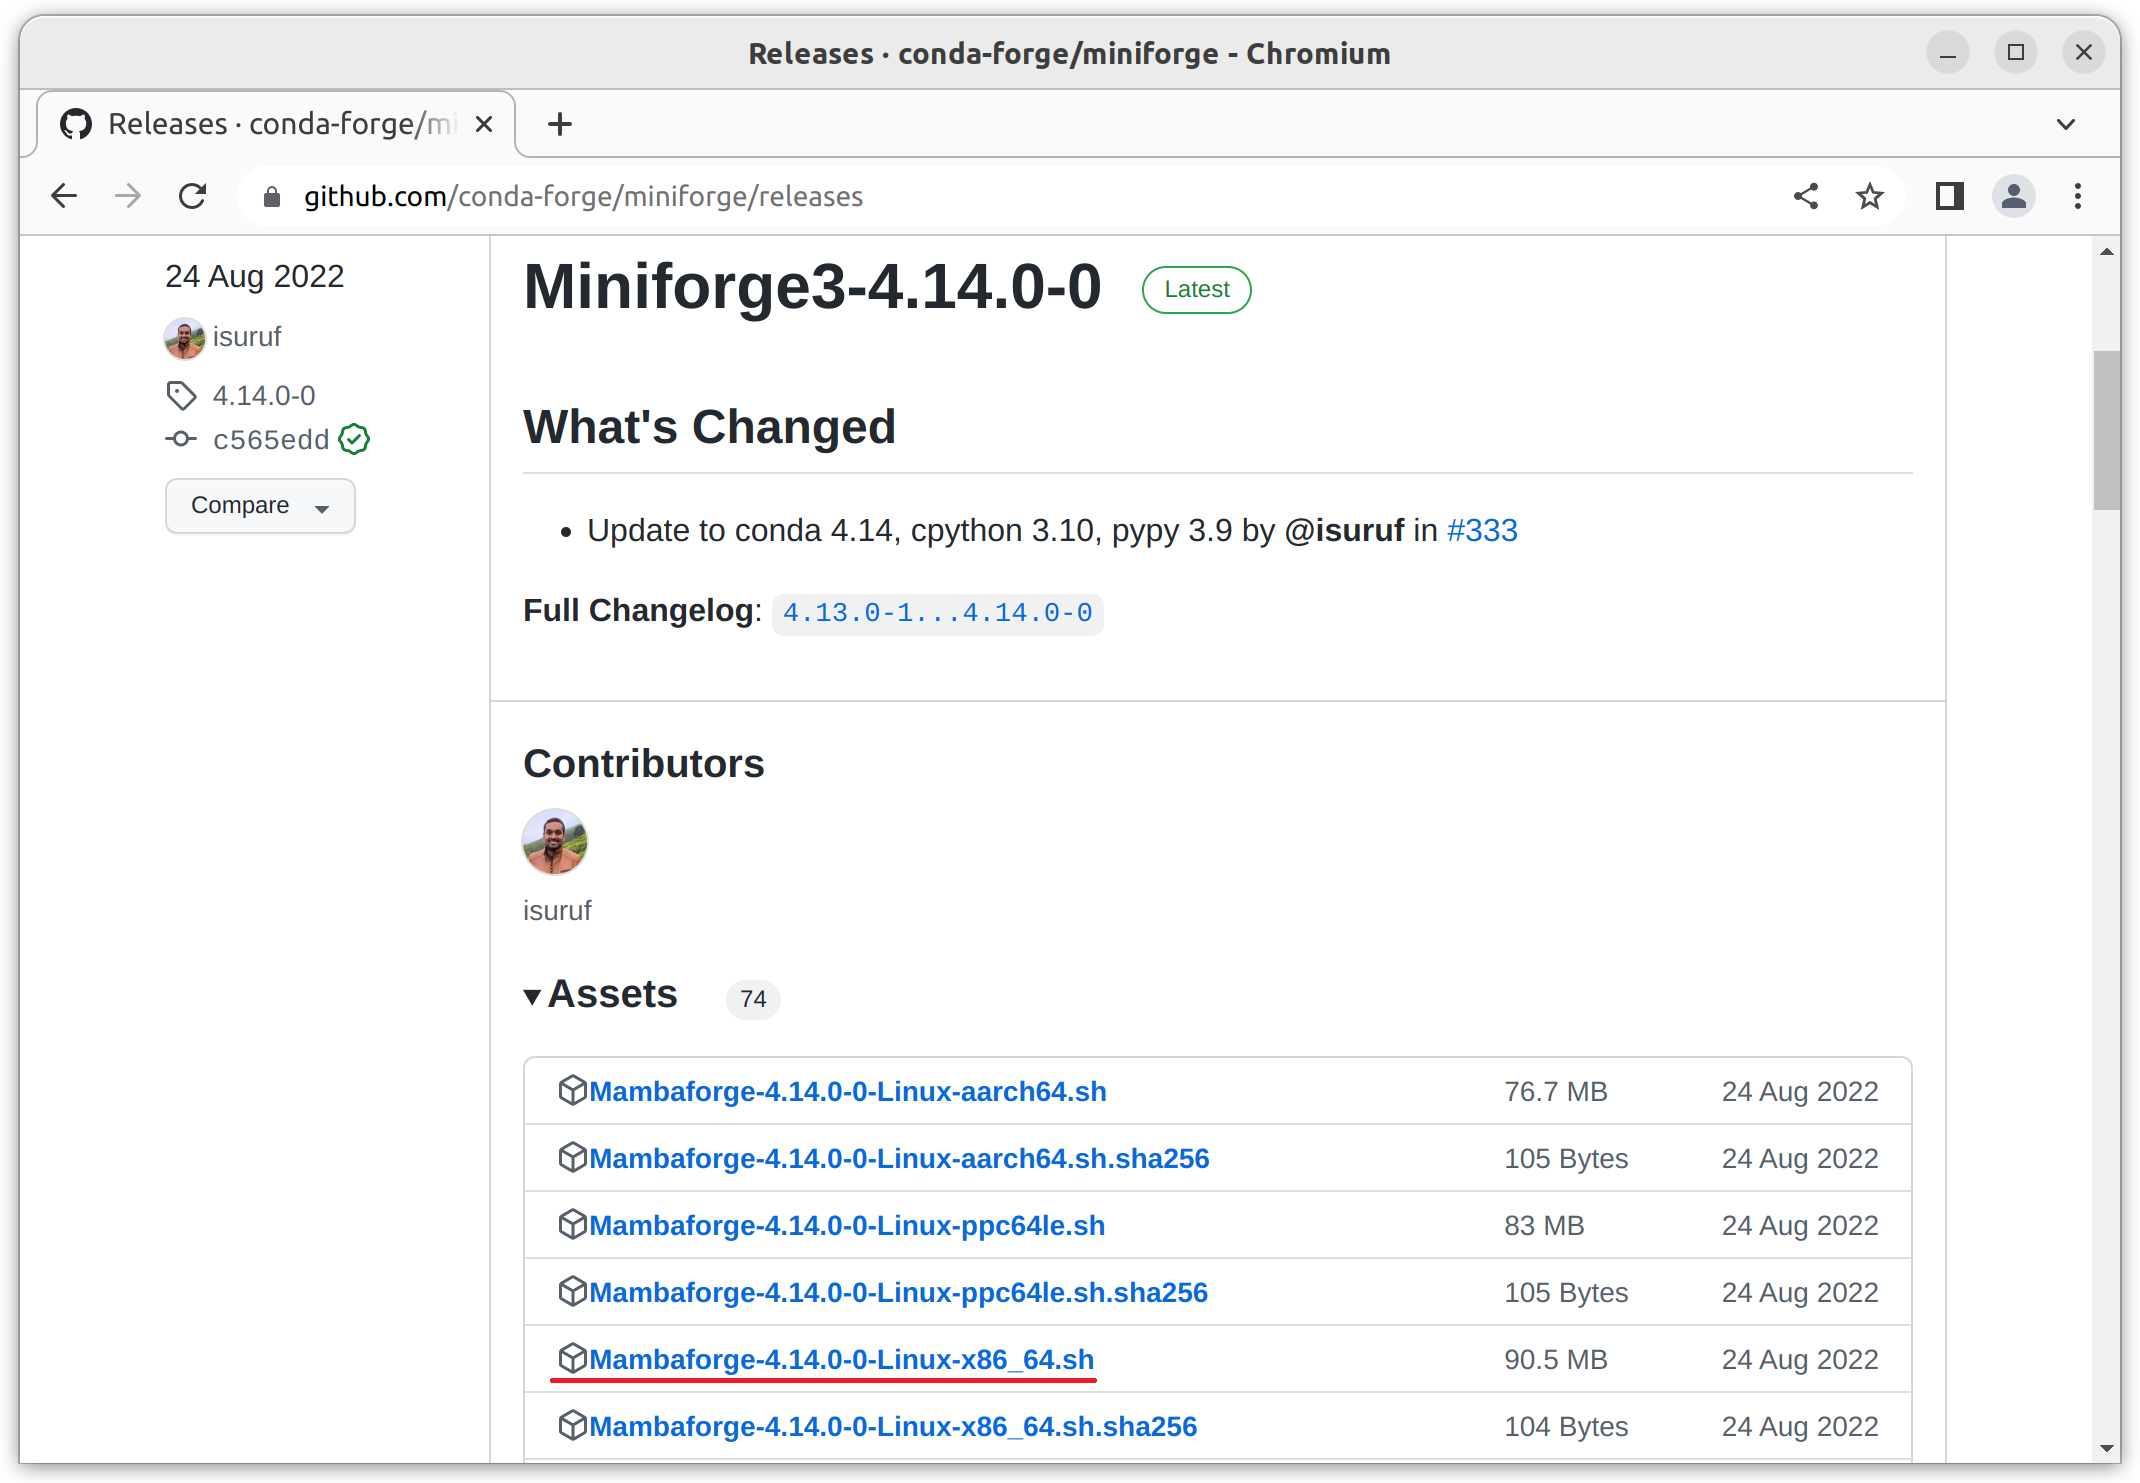 Releases · conda-forge/miniforge - Chromium
Releases · conda-forge/mi
github.com/conda-forge/miniforge/releases
24 Aug 2022
isuruf
4.14.0-0
c565edd
Compare
Miniforge3-4.14.0-0 Latest
What's Changed
• Update to conda 4.14, cpython 3.10, pypy 3.9 by @isuruf in #333
Full Changelog: 4.13.0-1...4.14.0-0
Contributors
isuruf
Assets 74
Mambaforge-4.14.0-0-Linux-aarch64.sh 76.7 MB 24 Aug 2022
Mambaforge-4.14.0-0-Linux-aarch64.sh.sha256 105 Bytes 24 Aug 2022
Mambaforge-4.14.0-0-Linux-ppc64le.sh 83 MB 24 Aug 2022
Mambaforge-4.14.0-0-Linux-ppc64le.sh.sha256 105 Bytes 24 Aug 2022
Mambaforge-4.14.0-0-Linux-x86_64.sh 90.5 MB 24 Aug 2022
Mambaforge-4.14.0-0-Linux-x86_64.sh.sha256 104 Bytes 24 Aug 2022